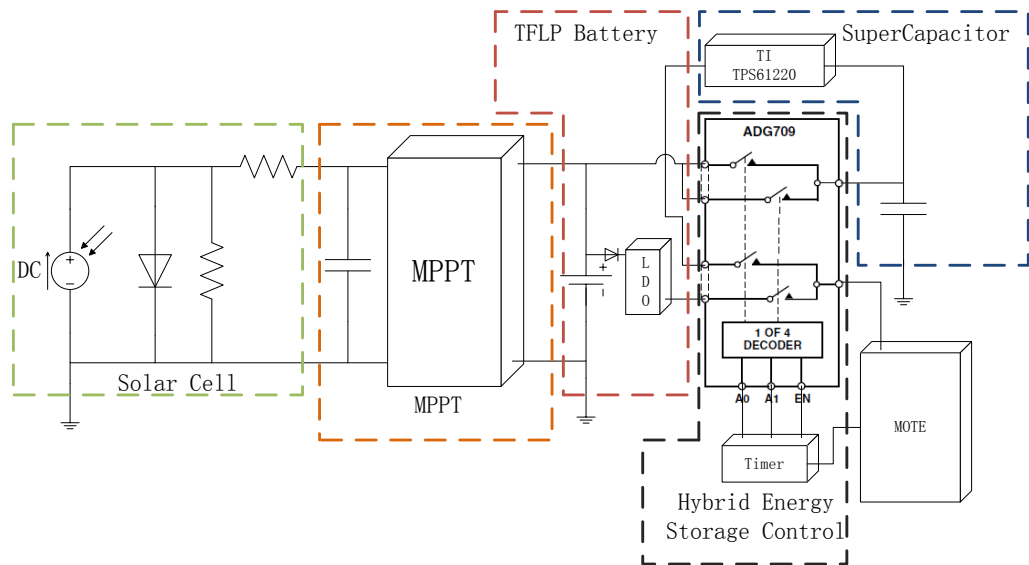 TFLP Battery
SuperCapacitor
TI
TPS61220
ADG709
DC
+
−
MPPT
+
−
L
D
O
1 OF 4
DECODER
Solar Cell
MPPT
A0 A1 EN
MOTE
Timer
Hybrid Energy
Storage Control